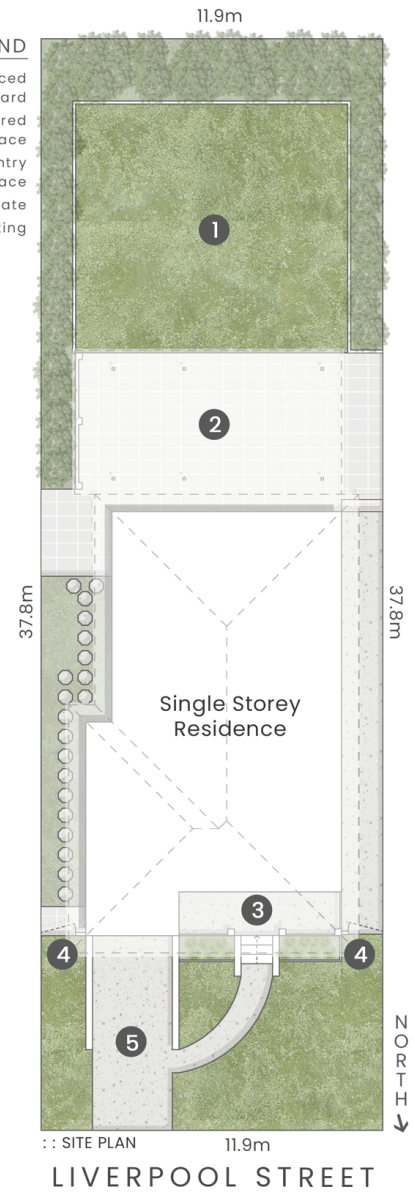 11.9m
ND
ced
ard
red
ace
ntry
ace
ate
ing
1
2
37.8m
37.8m
Single Storey
Residence
3
4
4
5
NORTH
:: SITE PLAN
11.9m
LIVERPOOL STREET